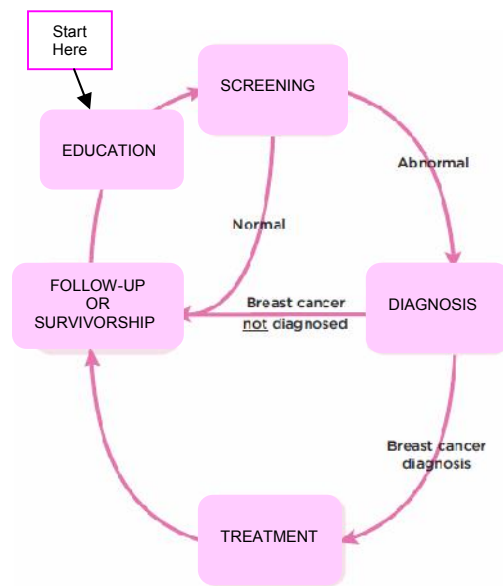 Start
Here
SCREENING
EDUCATION
Abnormal
Normal
FOLLOW-UP
OR
SURVIVORSHIP
Breast cancer
not diagnosed
DIAGNOSIS
Breast cancer
diagnosis
TREATMENT